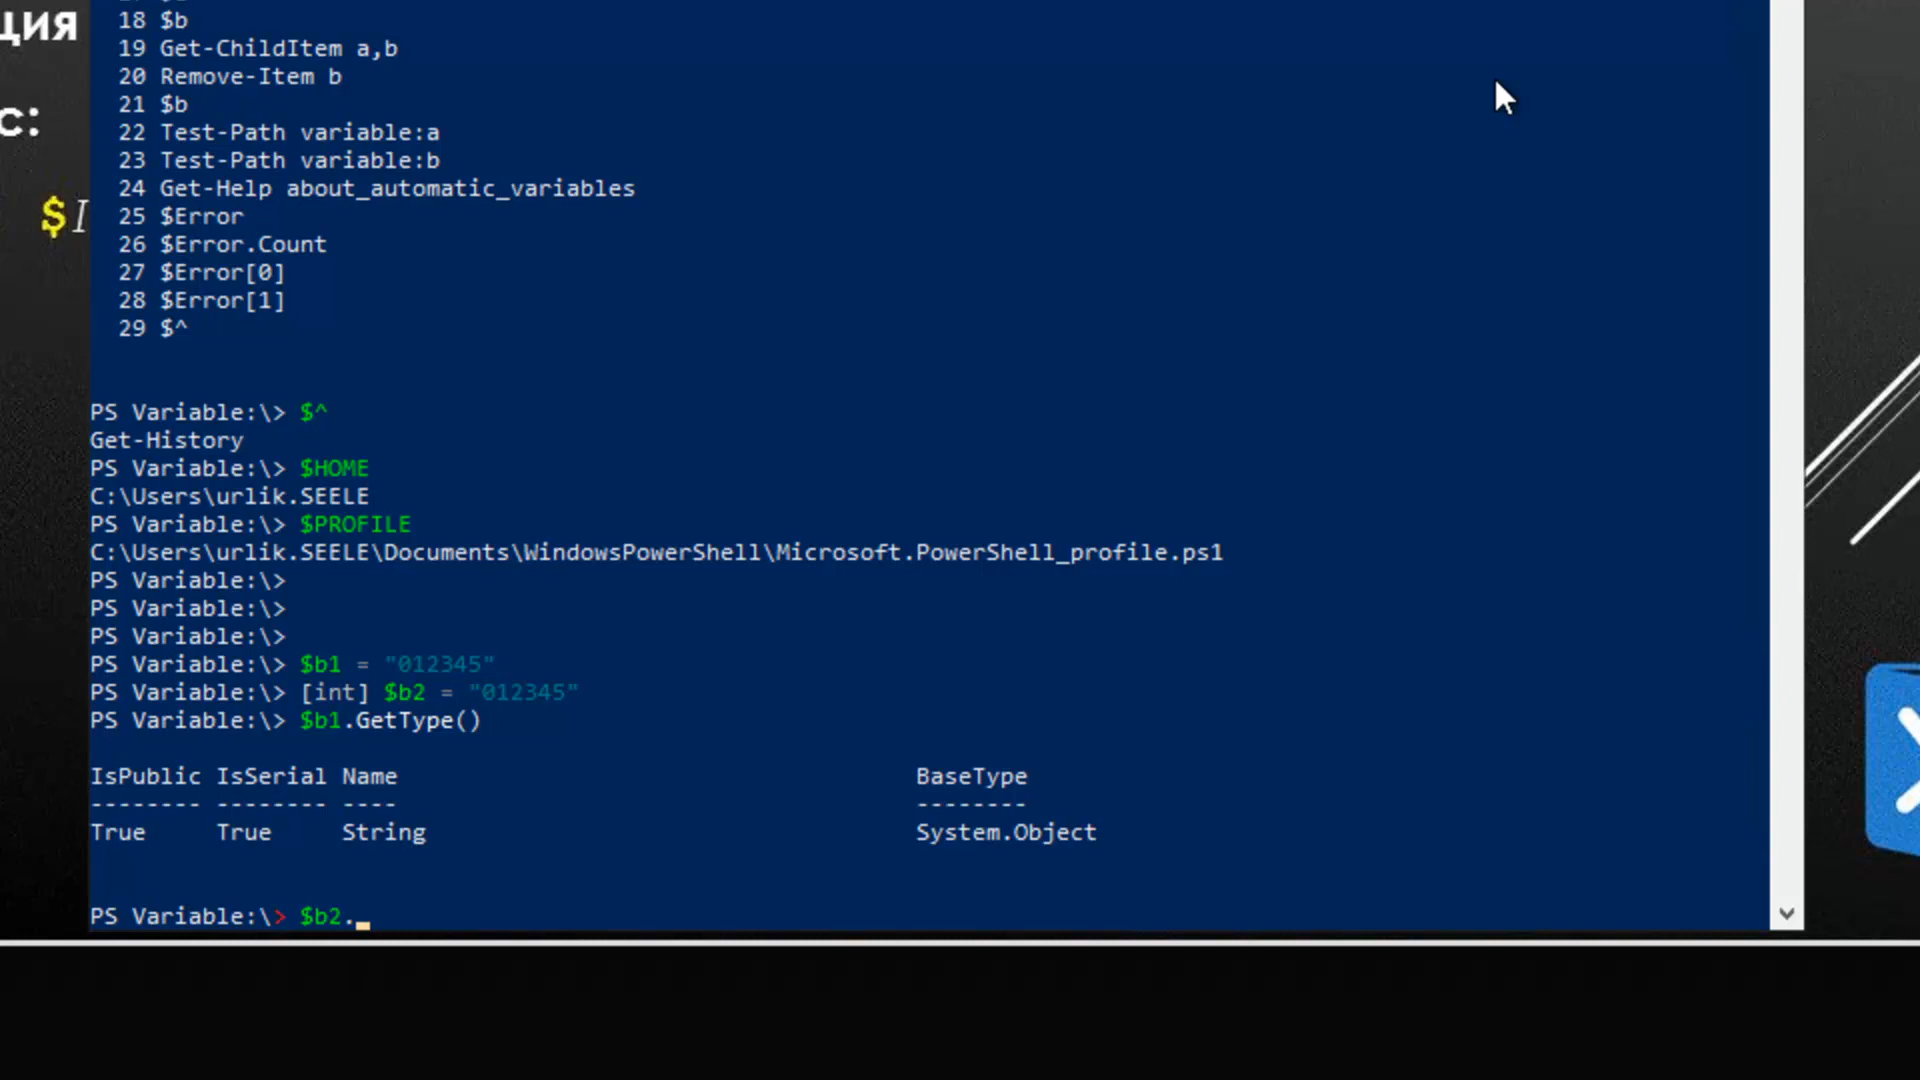 ция
18 $b
19 Get-ChildItem a,b
20 Remove-Item b
с:
21 $b
22 Test-Path variable:a
23 Test-Path variable:b
24 Get-Help about_automatic_variables
$I
25 $Error
26 $Error.Count
27 $Error[0]
28 $Error[1]
29 $^
PS Variable:\> $^
Get-History
PS Variable:\> $HOME
C:\Users\urlik.SEELE
PS Variable:\> $PROFILE
C:\Users\urlik.SEELE\Documents\WindowsPowerShell\Microsoft.PowerShell_profile.ps1
PS Variable:\>
PS Variable:\>
PS Variable:\>
PS Variable:\> $b1 = "012345"
PS Variable:\> [int] $b2 = "012345"
PS Variable:\> $b1.GetType()
IsPublic IsSerial Name BaseType
-------- -------- ---- --------
True True String System.Object
PS Variable:\> $b2._